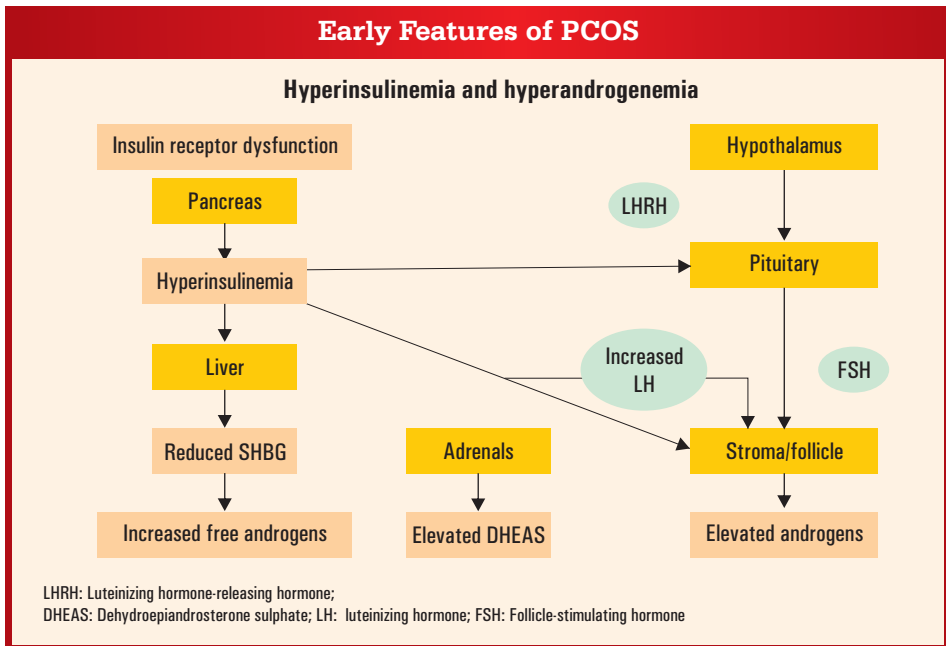 Early Features of PCOS
Hyperinsulinemia and hyperandrogenemia
Insulin receptor dysfunction
Hypothalamus
Pancreas
LHRH
Hyperinsulinemia
Pituitary
Liver
Increased
LH
FSH
Reduced SHBG
Adrenals
Stroma/follicle
Increased free androgens
Elevated DHEAS
Elevated androgens
LHRH: Luteinizing hormone-releasing hormone;
DHEAS: Dehydroepiandrosterone sulphate; LH: luteinizing hormone; FSH: Follicle-stimulating hormone